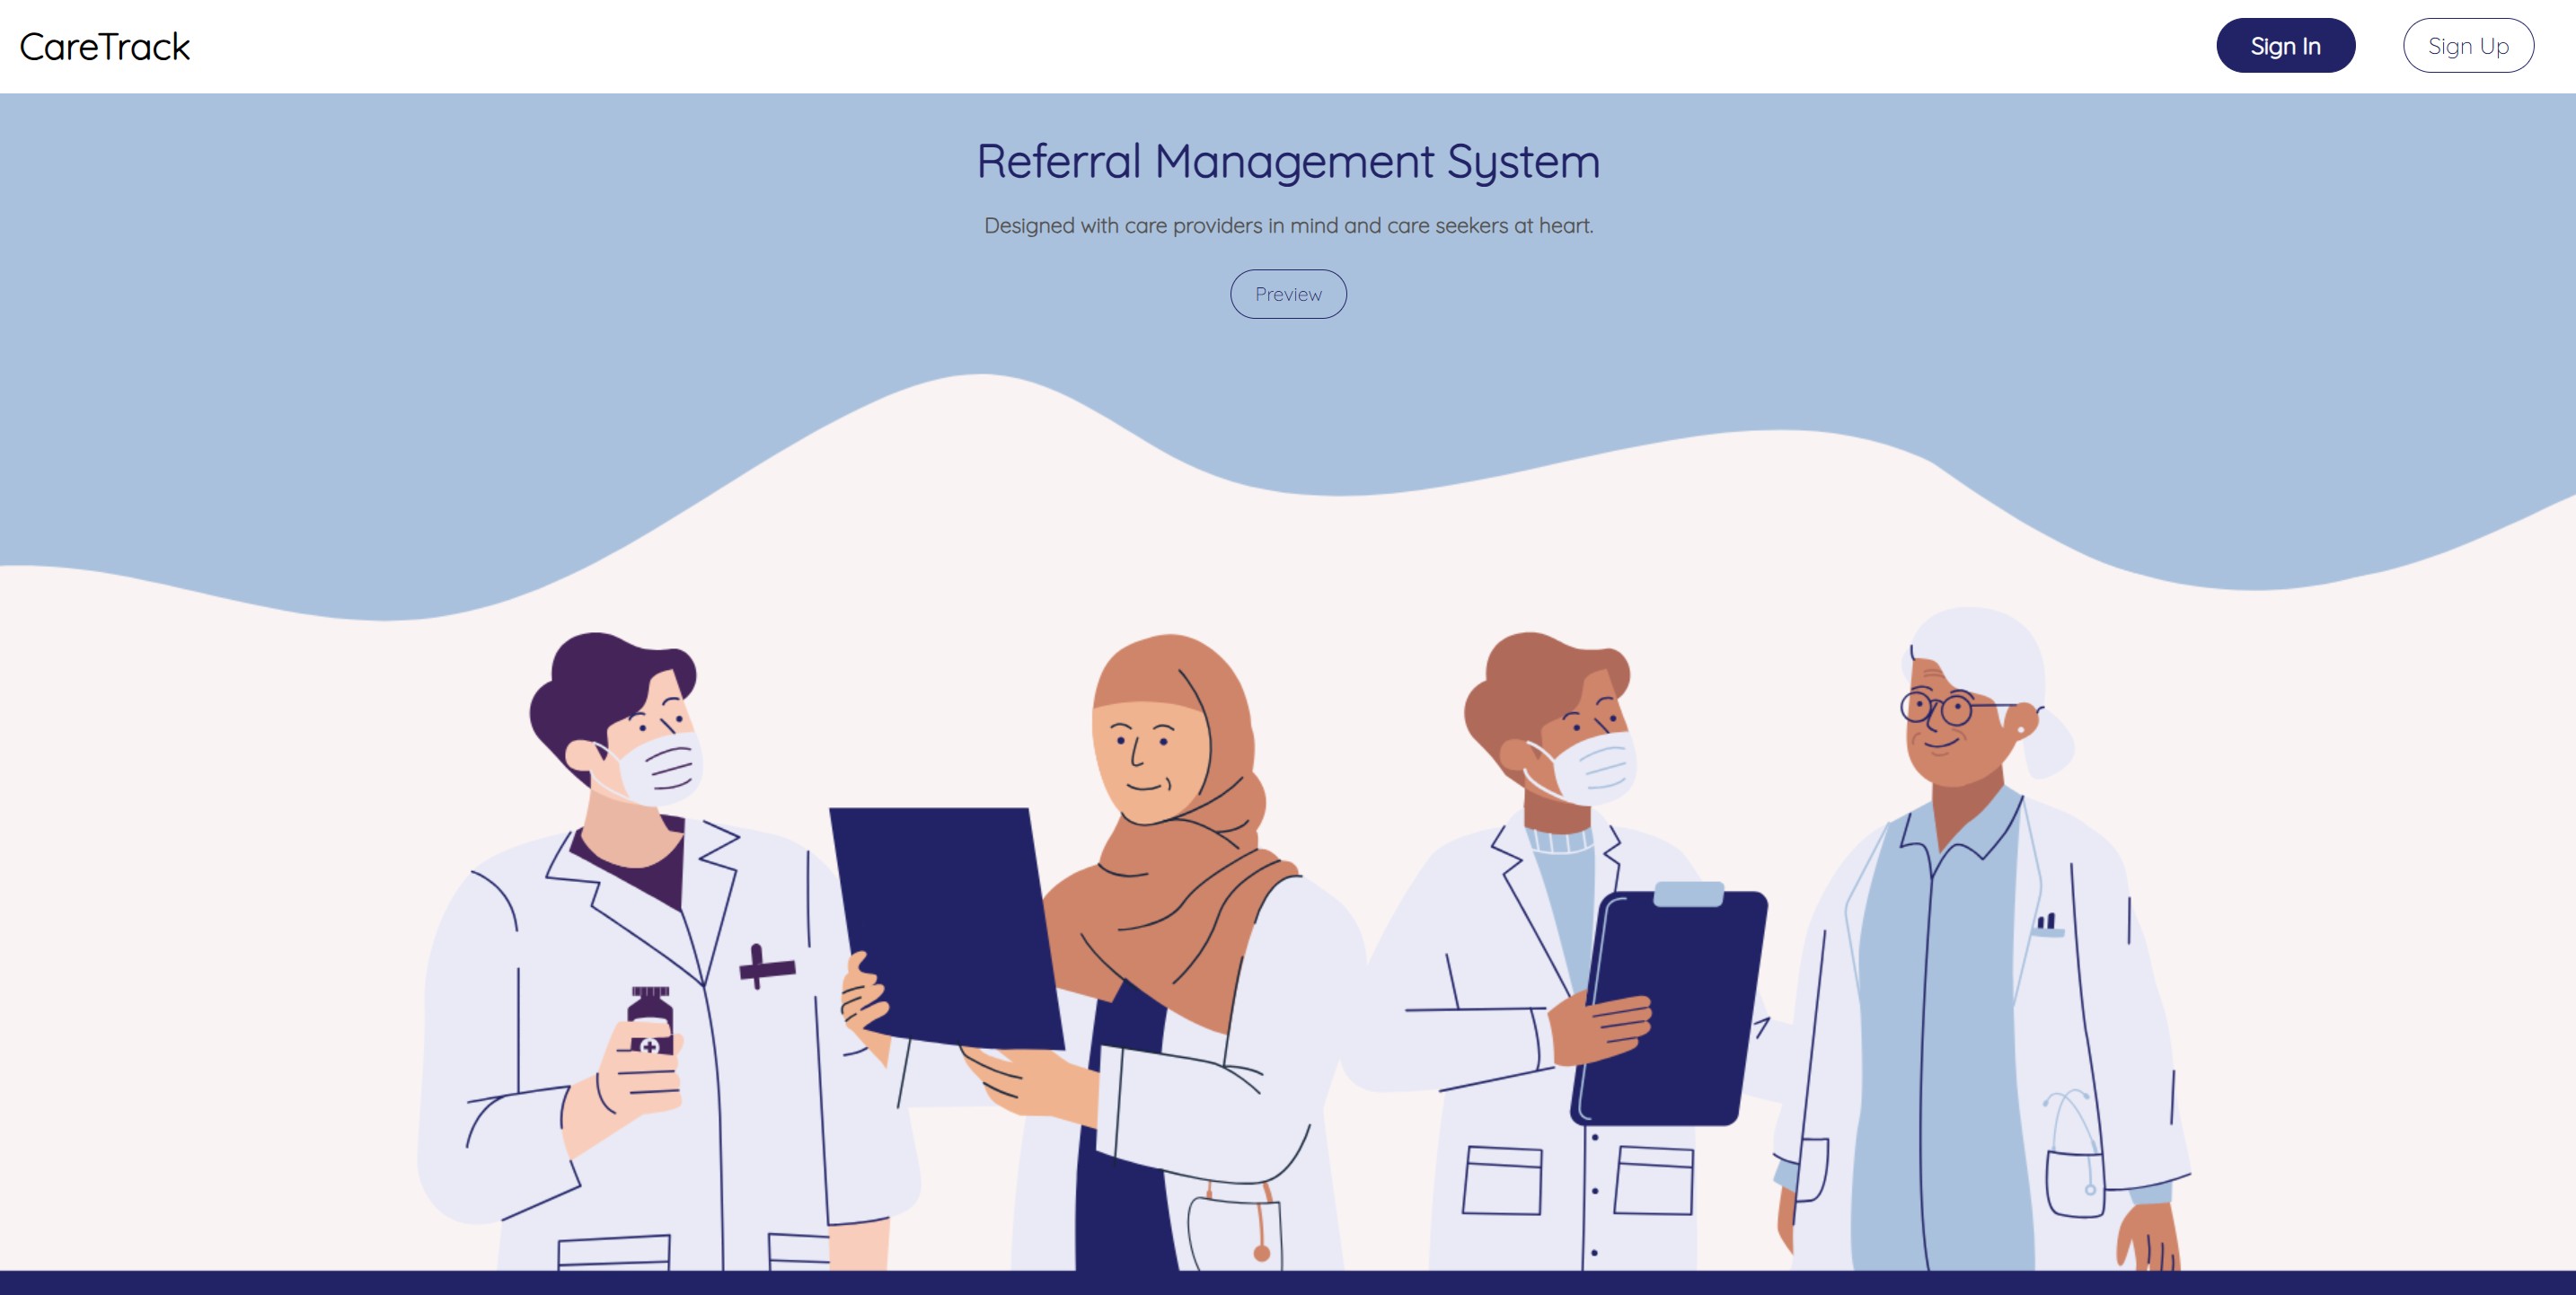 CareTrack
Sign In
Sign Up
Referral Management System
Designed with care providers in mind and care seekers at heart.
Preview